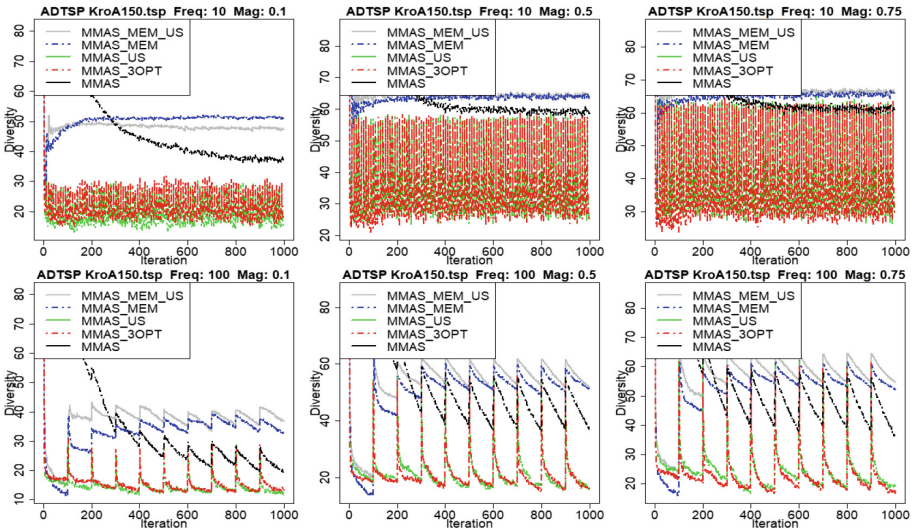 ADTSP KroA150.tsp Freq: 10 Mag: 0.1
MMAS_MEM_US
MMAS_MEM
MMAS_US
MMAS_3OPT
MMAS
Diversity
80
70
60
50
40
30
20
0 200 400 600 800 1000
Iteration
ADTSP KroA150.tsp Freq: 10 Mag: 0.5
MMAS_MEM_US
MMAS_MEM
MMAS_US
MMAS_3OPT
MMAS
Diversity
80
70
60
50
40
30
20
0 200 400 600 800 1000
Iteration
ADTSP KroA150.tsp Freq: 10 Mag: 0.75
MMAS_MEM_US
MMAS_MEM
MMAS_US
MMAS_3OPT
MMAS
Diversity
80
70
60
50
40
30
0 200 400 600 800 1000
Iteration
ADTSP KroA150.tsp Freq: 100 Mag: 0.1
MMAS_MEM_US
MMAS_MEM
MMAS_US
MMAS_3OPT
MMAS
Diversity
80
70
60
50
40
30
20
10
0 200 400 600 800 1000
Iteration
ADTSP KroA150.tsp Freq: 100 Mag: 0.5
MMAS_MEM_US
MMAS_MEM
MMAS_US
MMAS_3OPT
MMAS
Diversity
80
60
40
20
0 200 400 600 800 1000
Iteration
ADTSP KroA150.tsp Freq: 100 Mag: 0.75
MMAS_MEM_US
MMAS_MEM
MMAS_US
MMAS_3OPT
MMAS
Diversity
80
60
40
20
0 200 400 600 800 1000
Iteration